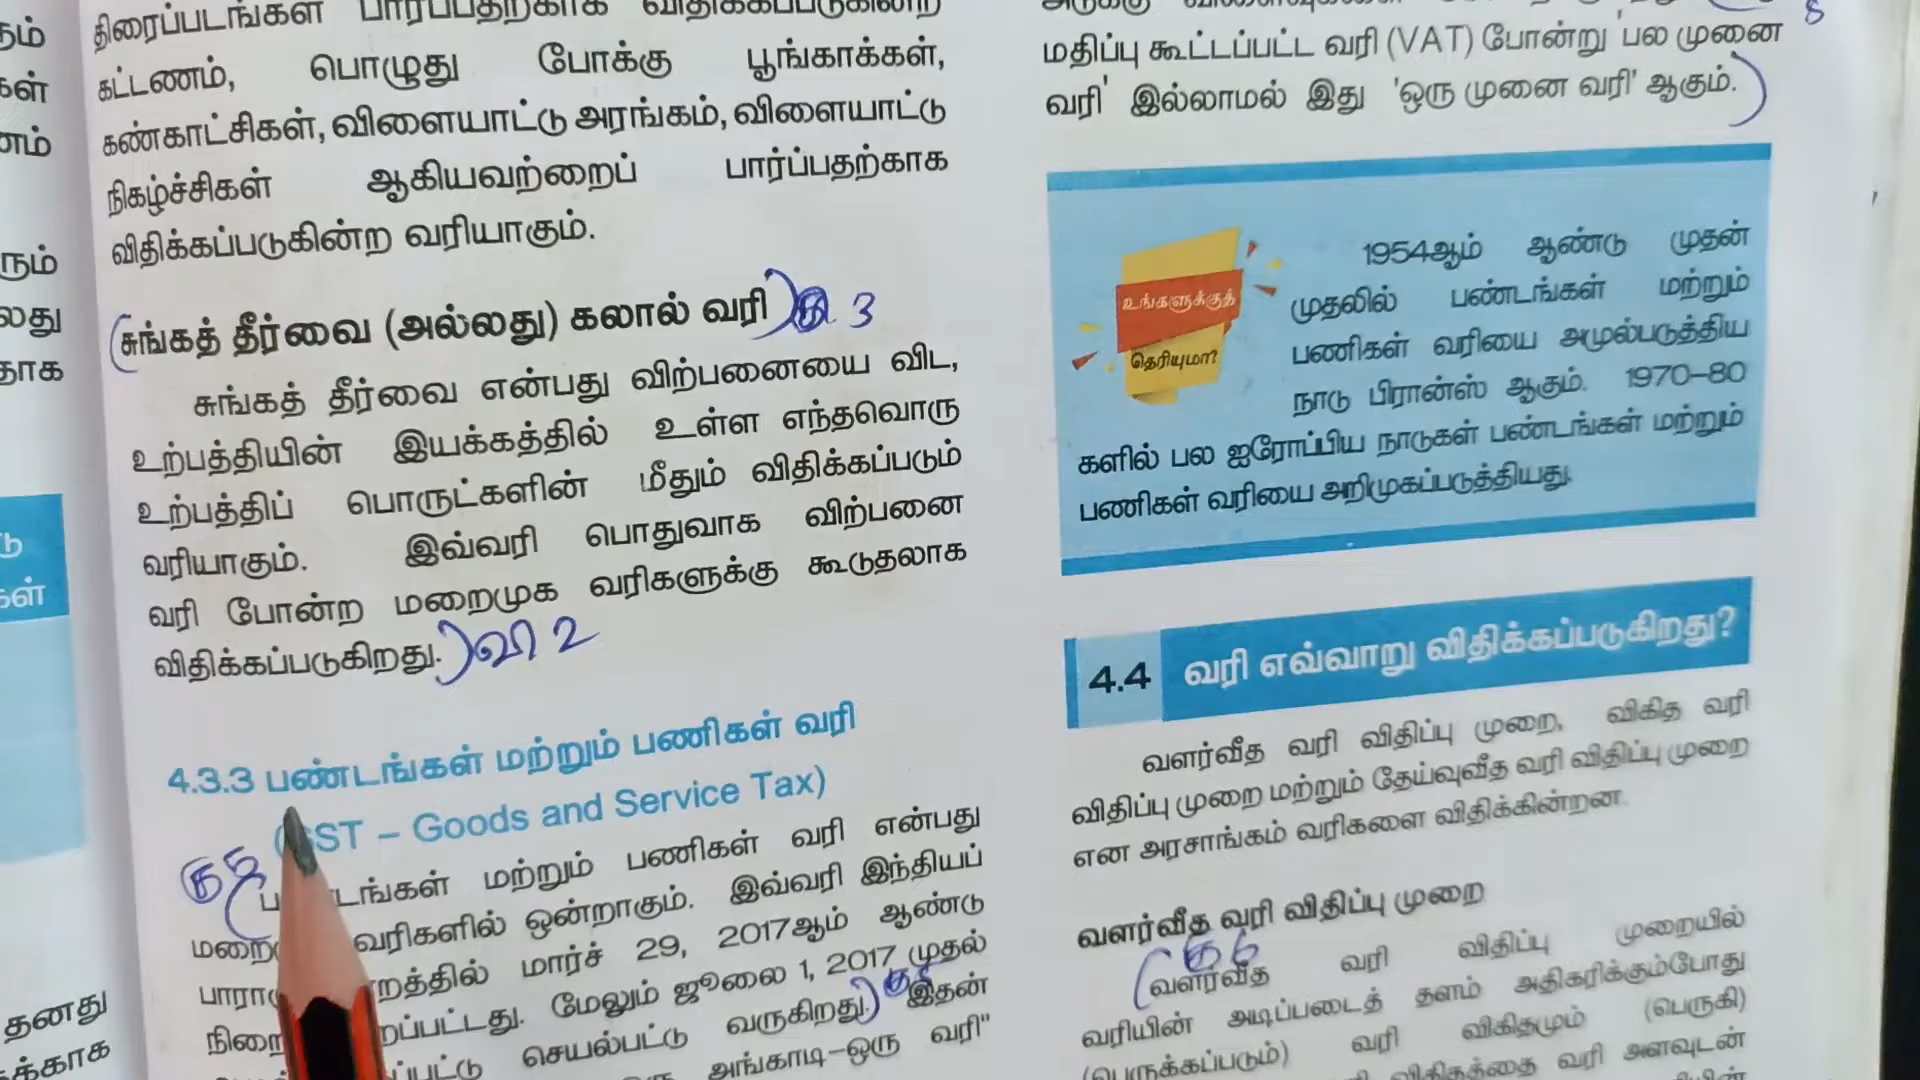 திரைப்படங்கள் பார்ப்பதற்காக விதிக்கப்படுகின்ற
கட்டணம், பொழுது போக்கு பூங்காக்கள்,
கண்காட்சிகள், விளையாட்டு அரங்கம், விளையாட்டு
நிகழ்ச்சிகள் ஆகியவற்றைப் பார்ப்பதற்காக
விதிக்கப்படுகின்ற வரியாகும்.
சுங்கத் தீர்வை (அல்லது) கலால் வரி 3
சுங்கத் தீர்வை என்பது விற்பனையை விட,
உற்பத்தியின் இயக்கத்தில் உள்ள எந்தவொரு
உற்பத்திப் பொருட்களின் மீதும் விதிக்கப்படும்
வரியாகும். இவ்வரி பொதுவாக விற்பனை
வரி போன்ற மறைமுக வரிகளுக்கு கூடுதலாக
விதிக்கப்படுகிறது. வி 2
4.3.3 பண்டங்கள் மற்றும் பணிகள் வரி
ST – Goods and Service Tax)
மற்றும் பணிகள் வரி என்பது
வரிகளில் ஒன்றாகும். இவ்வரி இந்தியப்
மார்ச் 29, 2017ஆம் ஆண்டு
மேலும் ஜூலை 1, 2017 முதல்
செயல்பட்டு வருகிறது. இதன்
அங்காடி–ஒரு வரி"
மதிப்பு கூட்டப்பட்ட வரி (VAT) போன்று 'பல முனை
வரி' இல்லாமல் இது 'ஒரு முனை வரி' ஆகும்.
8
உங்களுக்குத்
தெரியுமா?
1954ஆம் ஆண்டு முதன்
முதலில் பண்டங்கள் மற்றும்
பணிகள் வரியை அமுல்படுத்திய
நாடு பிரான்ஸ் ஆகும். 1970–80
களில் பல ஐரோப்பிய நாடுகள் பண்டங்கள் மற்றும்
பணிகள் வரியை அறிமுகப்படுத்தியது.
4.4 வரி எவ்வாறு விதிக்கப்படுகிறது?
வளர்வீத வரி விதிப்பு முறை, விகித வரி
விதிப்பு முறை மற்றும் தேய்வுவீத வரி விதிப்பு முறை
என அரசாங்கம் வரிகளை விதிக்கின்றன.
வளர்வீத வரி விதிப்பு முறை
வளர்வீத வரி விதிப்பு முறையில்
வரியின் அடிப்படைத் தளம் அதிகரிக்கும்போது
(பெருக்கப்படும்) வரி விகிதமும் (பெருகி)
விகிதத்தை வரி அளவுடன்